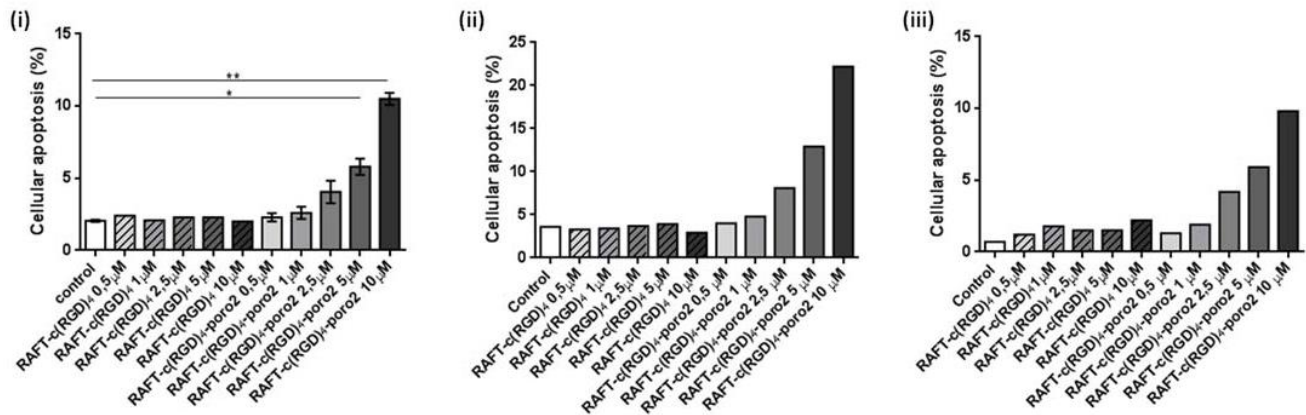 (i)
Cellular apoptosis (%)
15
10
5
0
**
*
control
RAFT-c(RGD)4 0,5μM
RAFT-c(RGD)4 1μM
RAFT-c(RGD)4 2,5μM
RAFT-c(RGD)4 5μM
RAFT-c(RGD)4 10μM
RAFT-c(RGD)4-poro2 0,5μM
RAFT-c(RGD)4-poro2 1μM
RAFT-c(RGD)4-poro2 2,5μM
RAFT-c(RGD)4-poro2 5μM
RAFT-c(RGD)4-poro2 10μM
(ii)
Cellular apoptosis (%)
25
20
15
10
5
0
Control
RAFT-c(RGD)4 0,5μM
RAFT-c(RGD)4 1μM
RAFT-c(RGD)4 2,5μM
RAFT-c(RGD)4 5μM
RAFT-c(RGD)4 10μM
RAFT-c(RGD)4-poro2 0,5 μM
RAFT-c(RGD)4-poro2 1 μM
RAFT-c(RGD)4-poro2 2,5 μM
RAFT-c(RGD)4-poro2 5 μM
RAFT-c(RGD)4-poro2 10 μM
(iii)
Cellular apoptosis (%)
15
10
5
0
Control
RAFT-c(RGD)4 0,5μM
RAFT-c(RGD)4 1μM
RAFT-c(RGD)4 2,5μM
RAFT-c(RGD)4 5μM
RAFT-c(RGD)4 10μM
RAFT-c(RGD)4-poro2 0,5 μM
RAFT-c(RGD)4-poro2 1 μM
RAFT-c(RGD)4-poro2 2,5 μM
RAFT-c(RGD)4-poro2 5 μM
RAFT-c(RGD)4-poro2 10 μM